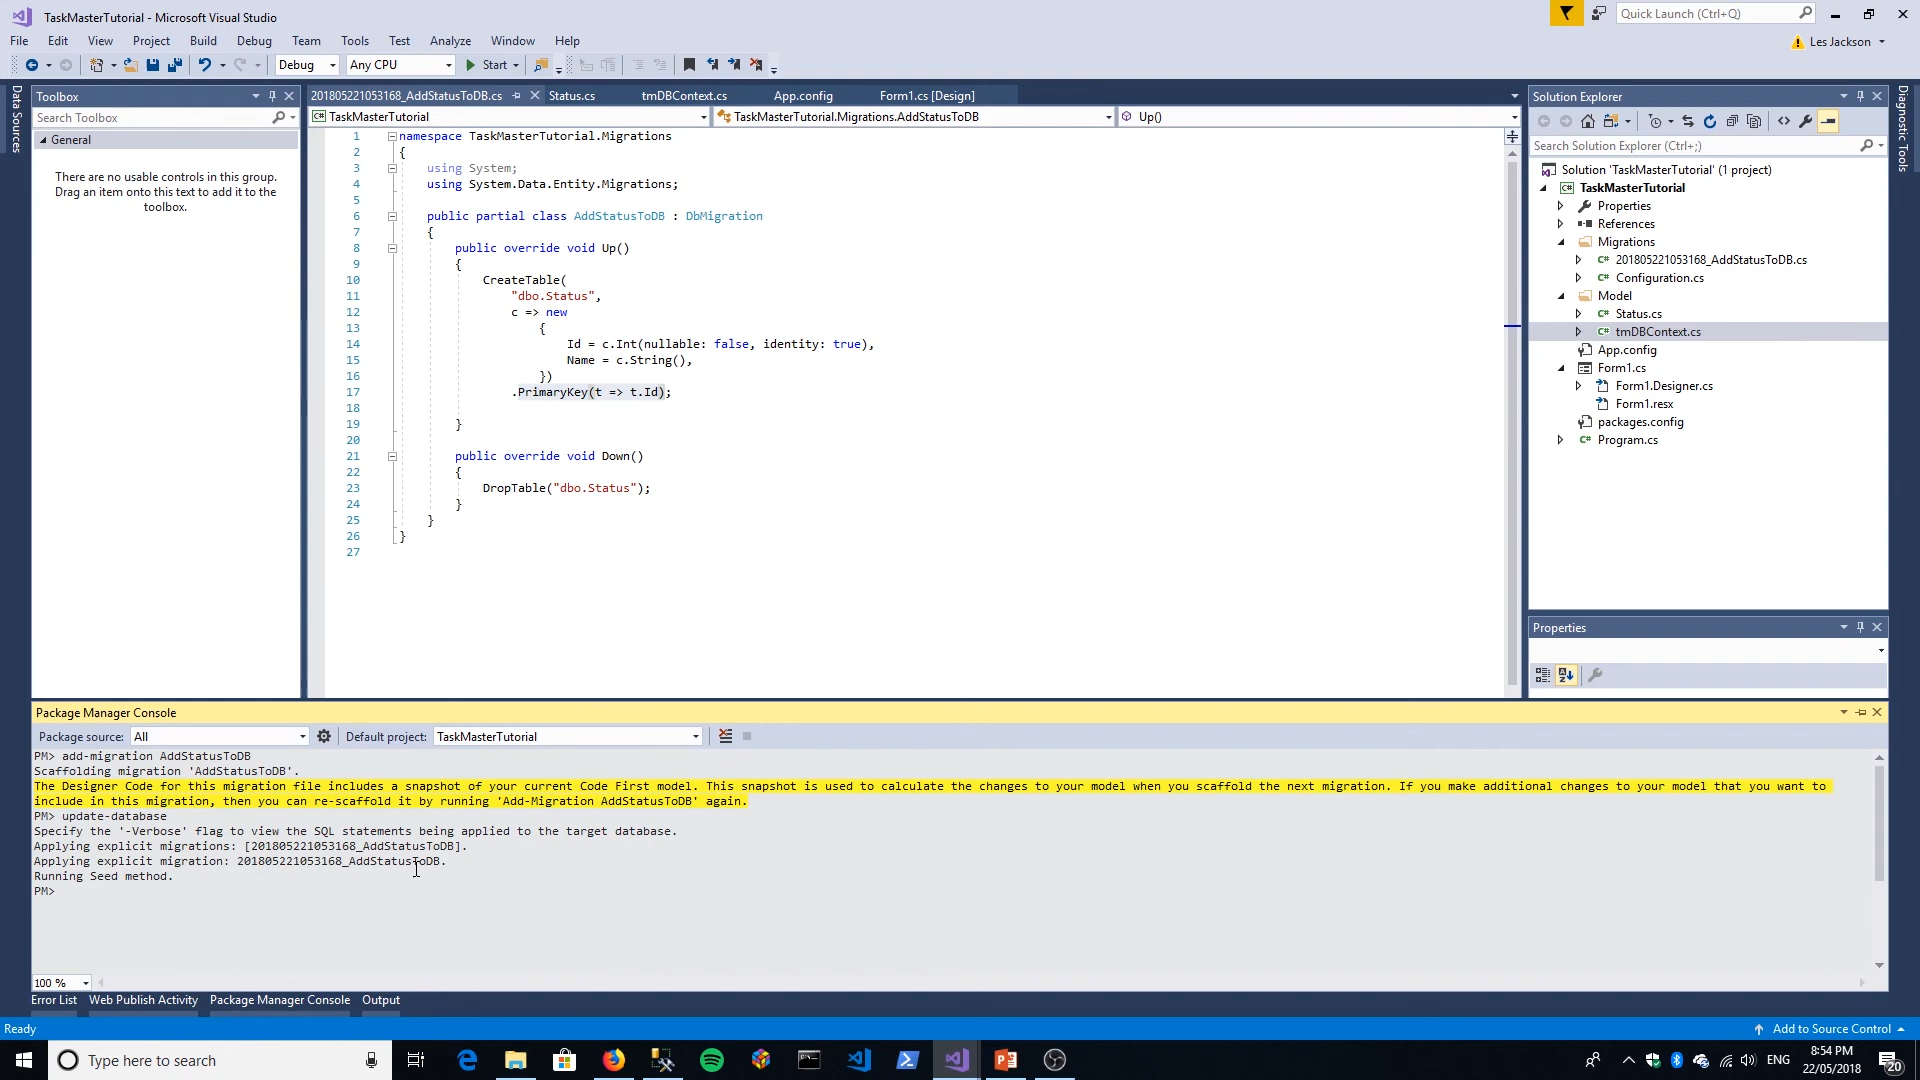 TaskMasterTutorial - Microsoft Visual Studio
Quick Launch (Ctrl+Q)
File Edit View Project Build Debug Team Tools Test Analyze Window Help
Les Jackson
Debug Any CPU Start
Data Sources
Toolbox
Search Toolbox
General
There are no usable controls in this group.
Drag an item onto this text to add it to the
toolbox.
201805221053168_AddStatusToDB.cs Status.cs tmDBContext.cs App.config Form1.cs [Design]
TaskMasterTutorial TaskMasterTutorial.Migrations.AddStatusToDB Up()
1 namespace TaskMasterTutorial.Migrations
2 {
3 using System;
4 using System.Data.Entity.Migrations;
5
6 public partial class AddStatusToDB : DbMigration
7 {
8 public override void Up()
9 {
10 CreateTable(
11 "dbo.Status",
12 c => new
13 {
14 Id = c.Int(nullable: false, identity: true),
15 Name = c.String(),
16 })
17 .PrimaryKey(t => t.Id);
18
19 }
20
21 public override void Down()
22 {
23 DropTable("dbo.Status");
24 }
25 }
26 }
27
Solution Explorer
Search Solution Explorer (Ctrl+;)
Solution 'TaskMasterTutorial' (1 project)
C# TaskMasterTutorial
Properties
References
Migrations
C# 201805221053168_AddStatusToDB.cs
C# Configuration.cs
Model
C# Status.cs
C# tmDBContext.cs
App.config
Form1.cs
Form1.Designer.cs
Form1.resx
packages.config
C# Program.cs
Diagnostic Tools
Properties
Package Manager Console
Package source: All Default project: TaskMasterTutorial
PM> add-migration AddStatusToDB
Scaffolding migration 'AddStatusToDB'.
The Designer Code for this migration file includes a snapshot of your current Code First model. This snapshot is used to calculate the changes to your model when you scaffold the next migration. If you make additional changes to your model that you want to
include in this migration, then you can re-scaffold it by running 'Add-Migration AddStatusToDB' again.
PM> update-database
Specify the '-Verbose' flag to view the SQL statements being applied to the target database.
Applying explicit migrations: [201805221053168_AddStatusToDB].
Applying explicit migration: 201805221053168_AddStatusToDB.
Running Seed method.
PM>
100 %
Error List Web Publish Activity Package Manager Console Output
Ready
Add to Source Control
Type here to search
ENG
8:54 PM
22/05/2018
20